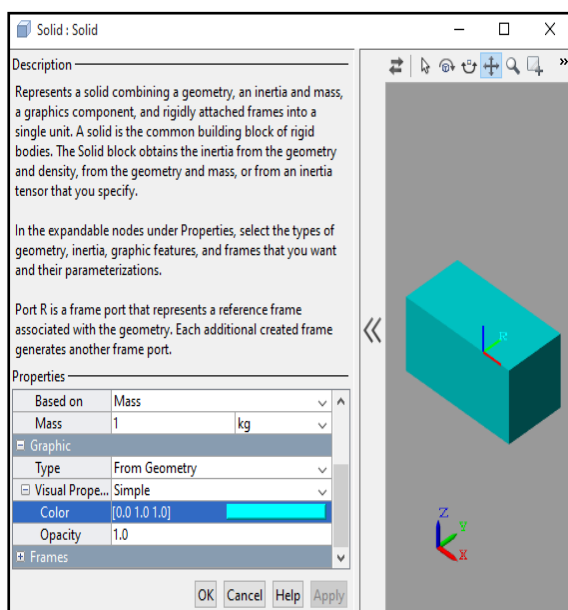 Solid : Solid
Description
Represents a solid combining a geometry, an inertia and mass,
a graphics component, and rigidly attached frames into a
single unit. A solid is the common building block of rigid
bodies. The Solid block obtains the inertia from the geometry
and density, from the geometry and mass, or from an inertia
tensor that you specify.
In the expandable nodes under Properties, select the types of
geometry, inertia, graphic features, and frames that you want
and their parameterizations.
Port R is a frame port that represents a reference frame
associated with the geometry. Each additional created frame
generates another frame port.
Properties
Based on Mass
Mass 1 kg
Graphic
Type From Geometry
Visual Prope... Simple
Color [0.0 1.0 1.0]
Opacity 1.0
Frames
OK Cancel Help Apply
R
Z
Y
X